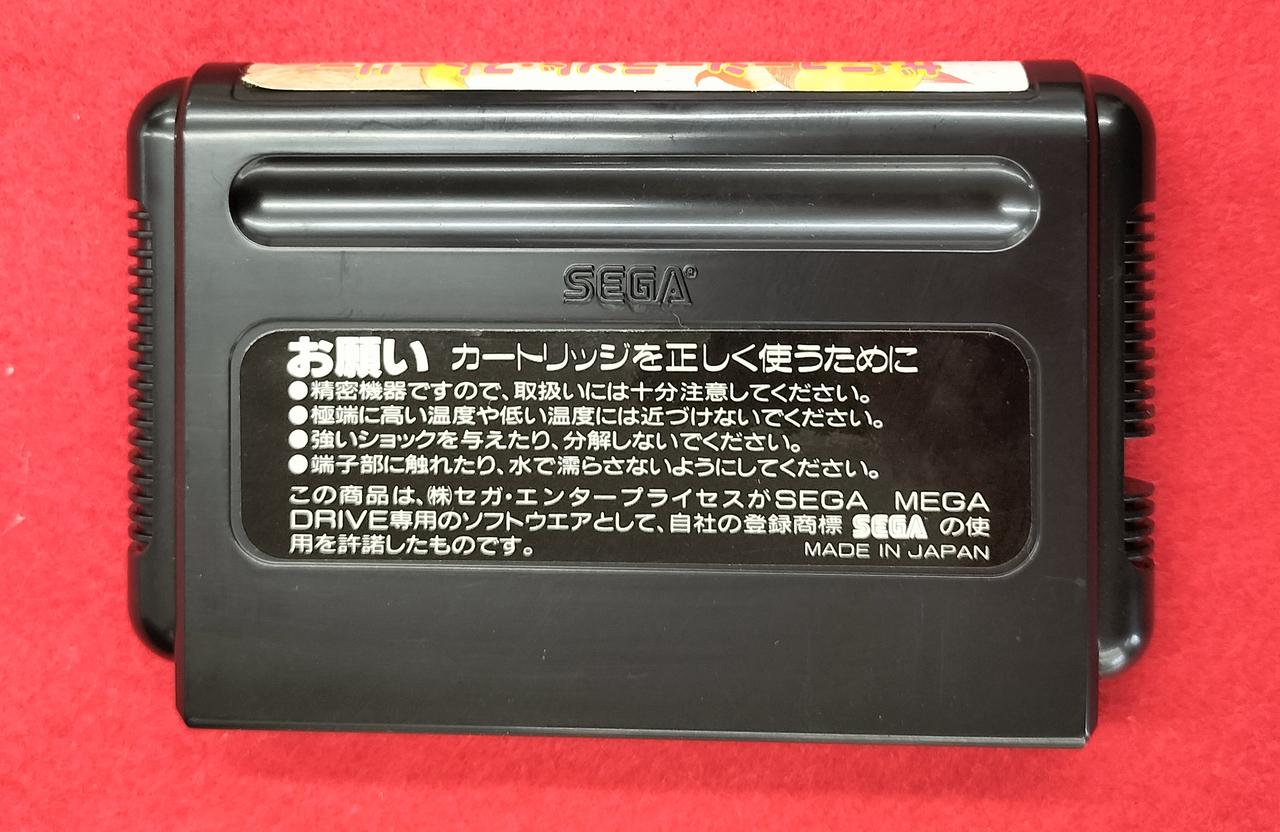 SEGA®
お願い カートリッジを正しく使うために
●精密機器ですので、取扱いには十分注意してください。
●極端に高い温度や低い温度には近づけないでください。
●強いショックを与えたり、分解しないでください。
●端子部に触れたり、水で濡らさないようにしてください。
この商品は、㈱セガ・エンタープライセスがSEGA MEGA
DRIVE専用のソフトウエアとして、自社の登録商標 SEGA の使
用を許諾したものです。 MADE IN JAPAN